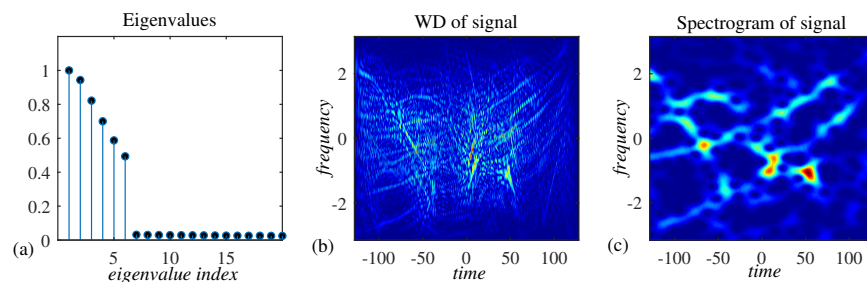 Eigenvalues
1
0.8
0.6
0.4
0.2
0
5
10
15
eigenvalue index
(a)
WD of signal
frequency
2
0
-2
-100
-50
0
50
100
time
(b)
Spectrogram of signal
frequency
2
0
-2
-100
-50
0
50
100
time
(c)